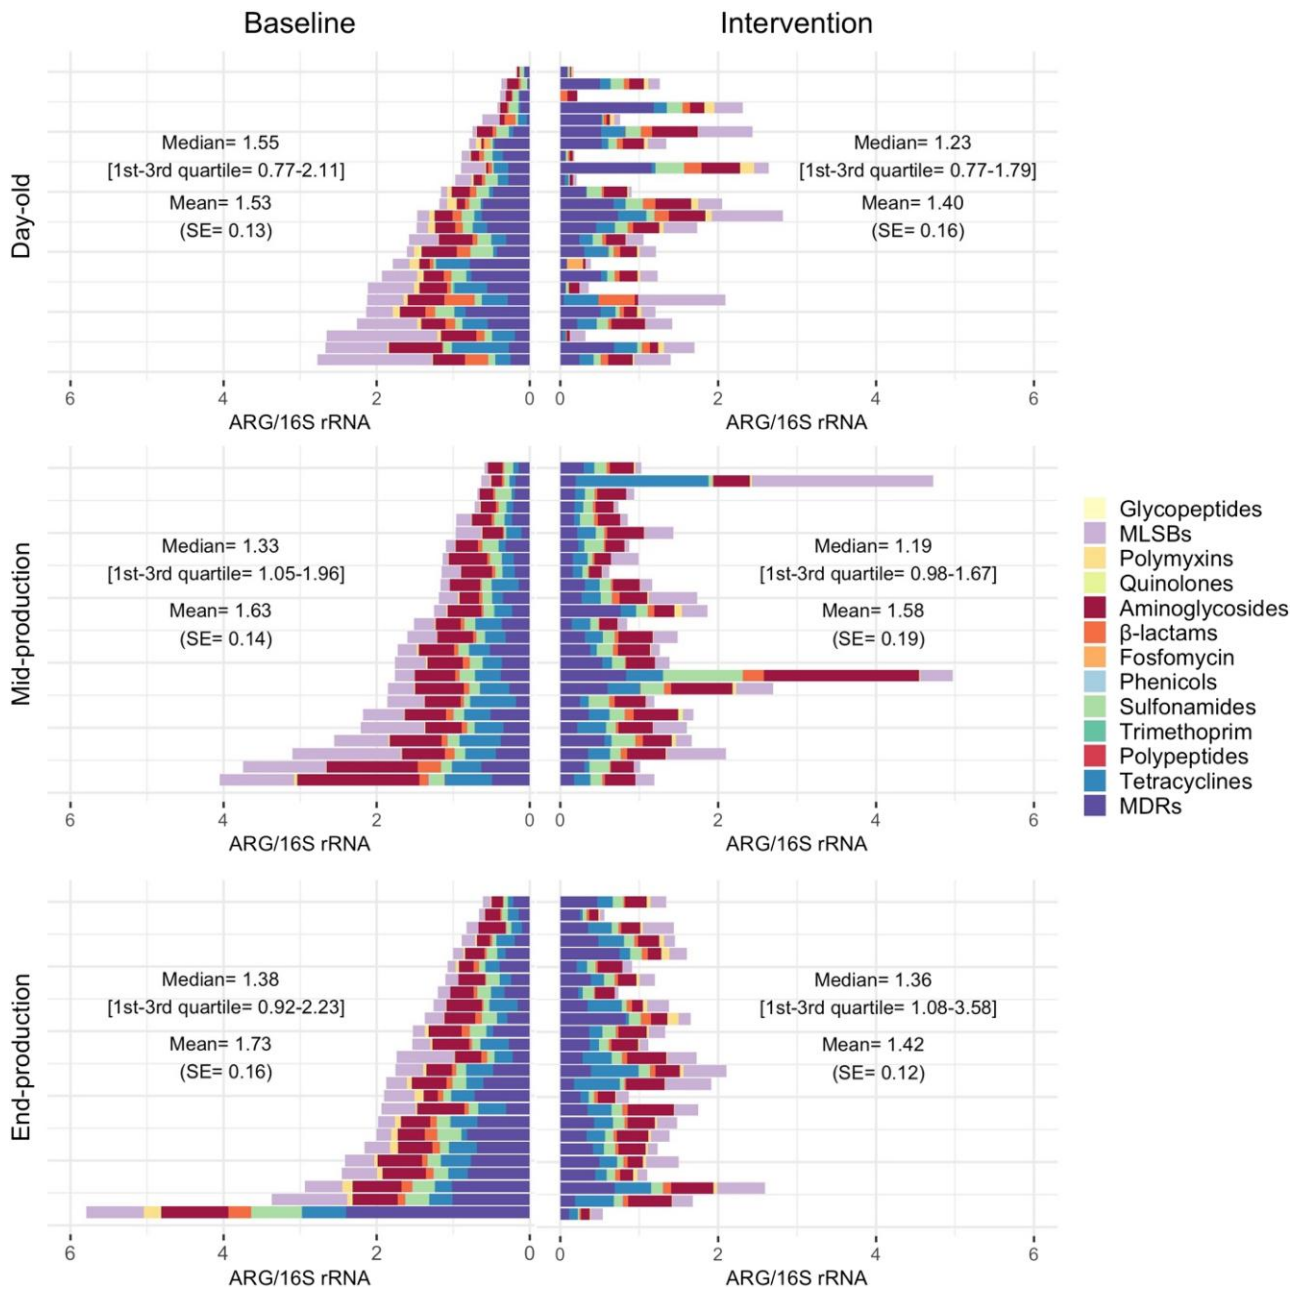 Baseline
Intervention
Day-old
Median= 1.55
[1st-3rd quartile= 0.77-2.11]
Mean= 1.53
(SE= 0.13)
Median= 1.23
[1st-3rd quartile= 0.77-1.79]
Mean= 1.40
(SE= 0.16)
6 4 2 0
ARG/16S rRNA
0 2 4 6
ARG/16S rRNA
Mid-production
Median= 1.33
[1st-3rd quartile= 1.05-1.96]
Mean= 1.63
(SE= 0.14)
Median= 1.19
[1st-3rd quartile= 0.98-1.67]
Mean= 1.58
(SE= 0.19)
6 4 2 0
ARG/16S rRNA
0 2 4 6
ARG/16S rRNA
End-production
Median= 1.38
[1st-3rd quartile= 0.92-2.23]
Mean= 1.73
(SE= 0.16)
Median= 1.36
[1st-3rd quartile= 1.08-3.58]
Mean= 1.42
(SE= 0.12)
6 4 2 0
ARG/16S rRNA
0 2 4 6
ARG/16S rRNA
Glycopeptides
MLSBs
Polymyxins
Quinolones
Aminoglycosides
β-lactams
Fosfomycin
Phenicols
Sulfonamides
Trimethoprim
Polypeptides
Tetracyclines
MDRs